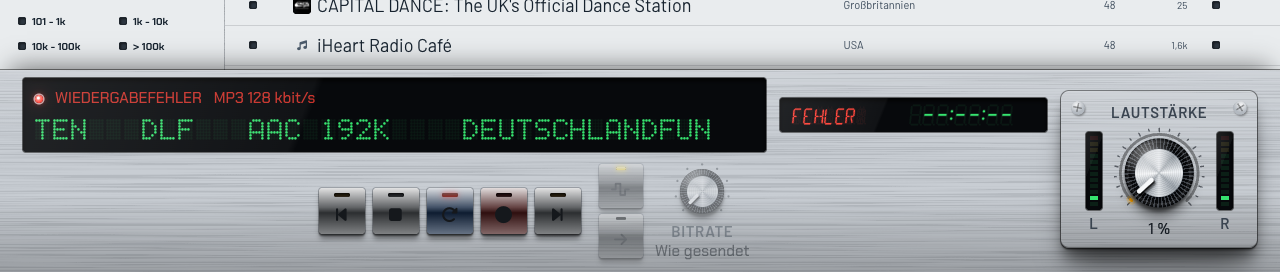 101 - 1k
1k - 10k
CAPITAL DANCE: The UK's Official Dance Station
Großbritannien
48
25
10k - 100k
> 100k
iHeart Radio Café
USA
48
1,6k
WIEDERGABEFEHLER MP3 128 kbit/s
TEN DLF AAC 192K DEUTSCHLANDFUN
FEHLER --:--:--
LAUTSTÄRKE
L
R
1 %
BITRATE
Wie gesendet